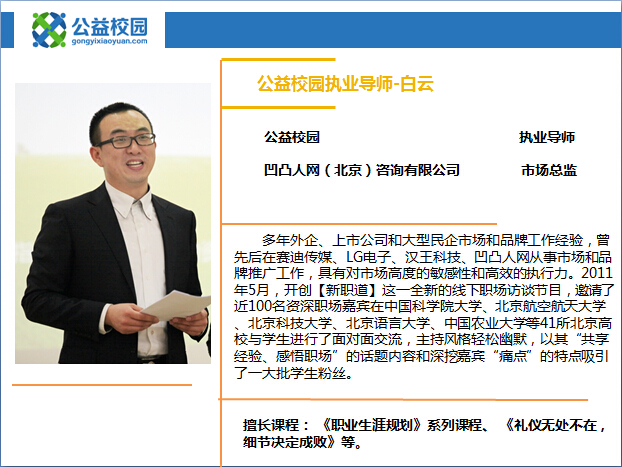 公益校园
gongyixiaoyuan.com
公益校园执业导师-白云
公益校园 执业导师
凹凸人网（北京）咨询有限公司 市场总监
多年外企、上市公司和大型民企市场和品牌工作经验，曾
先后在赛迪传媒、LG电子、汉王科技、凹凸人网从事市场和品
牌推广工作，具有对市场高度的敏感性和高效的执行力。2011
年5月，开创【新职道】这一全新的线下职场访谈节目，邀请了
近100名资深职场嘉宾在中国科学院大学、北京航空航天大学
、北京科技大学、北京语言大学、中国农业大学等41所北京高
校与学生进行了面对面交流，主持风格轻松幽默，以其“共享
经验、感悟职场”的话题内容和深挖嘉宾“痛点”的特点吸引
了一大批学生粉丝。
擅长课程：《职业生涯规划》系列课程、《礼仪无处不在，
细节决定成败》等。